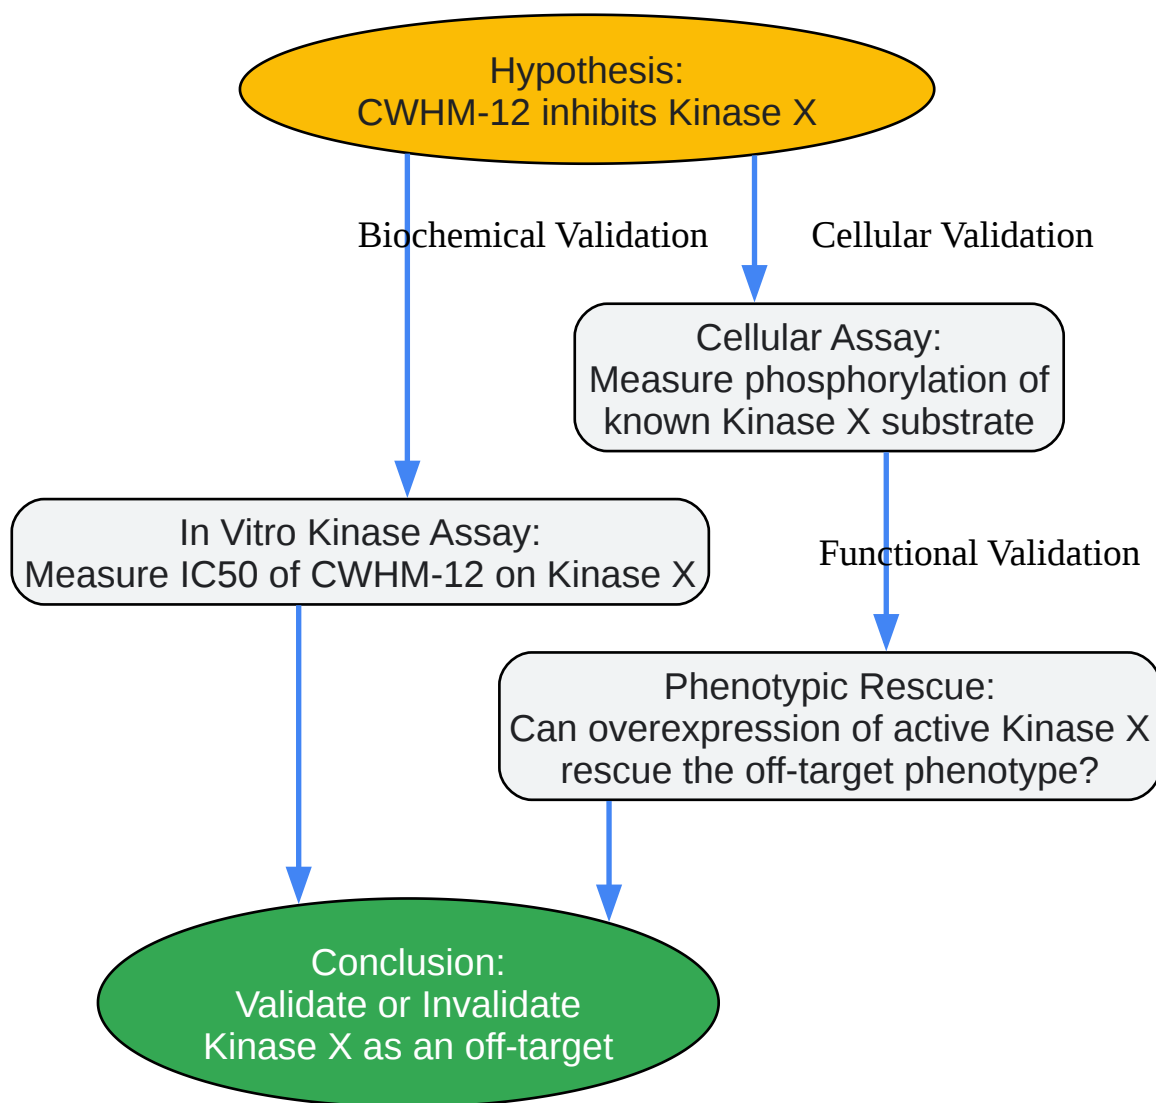 Hypothesis:
CWHM-12 inhibits Kinase X
Biochemical Validation
Cellular Validation
Cellular Assay:
Measure phosphorylation of
known Kinase X substrate
In Vitro Kinase Assay:
Measure IC50 of CWHM-12 on Kinase X
Functional Validation
Phenotypic Rescue:
Can overexpression of active Kinase X
rescue the off-target phenotype?
Conclusion:
Validate or Invalidate
Kinase X as an off-target